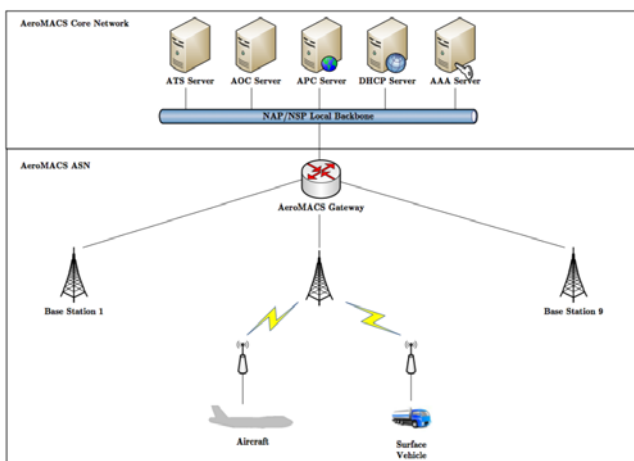 AeroMACS Core Network
ATS Server
AOC Server
APC Server
DHCP Server
AAA Server
NAP/NSP Local Backbone
AeroMACS ASN
AeroMACS Gateway
Base Station 1
Base Station 9
Aircraft
Surface
Vehicle